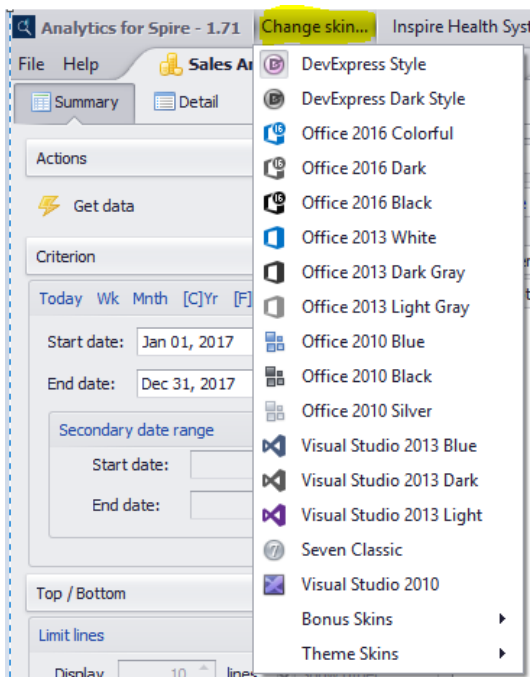 Analytics for Spire - 1.71 Change skin... Inspire Health Syst
File Help Sales An
Summary Detail
Actions
Get data
Criterion
Today Wk Mnth [C]Yr [F]
Start date: Jan 01, 2017
End date: Dec 31, 2017
Secondary date range
Start date:
End date:
Top / Bottom
Limit lines
Display 10 lines
DevExpress Style
DevExpress Dark Style
Office 2016 Colorful
Office 2016 Dark
Office 2016 Black
Office 2013 White
Office 2013 Dark Gray
Office 2013 Light Gray
Office 2010 Blue
Office 2010 Black
Office 2010 Silver
Visual Studio 2013 Blue
Visual Studio 2013 Dark
Visual Studio 2013 Light
Seven Classic
Visual Studio 2010
Bonus Skins
Theme Skins